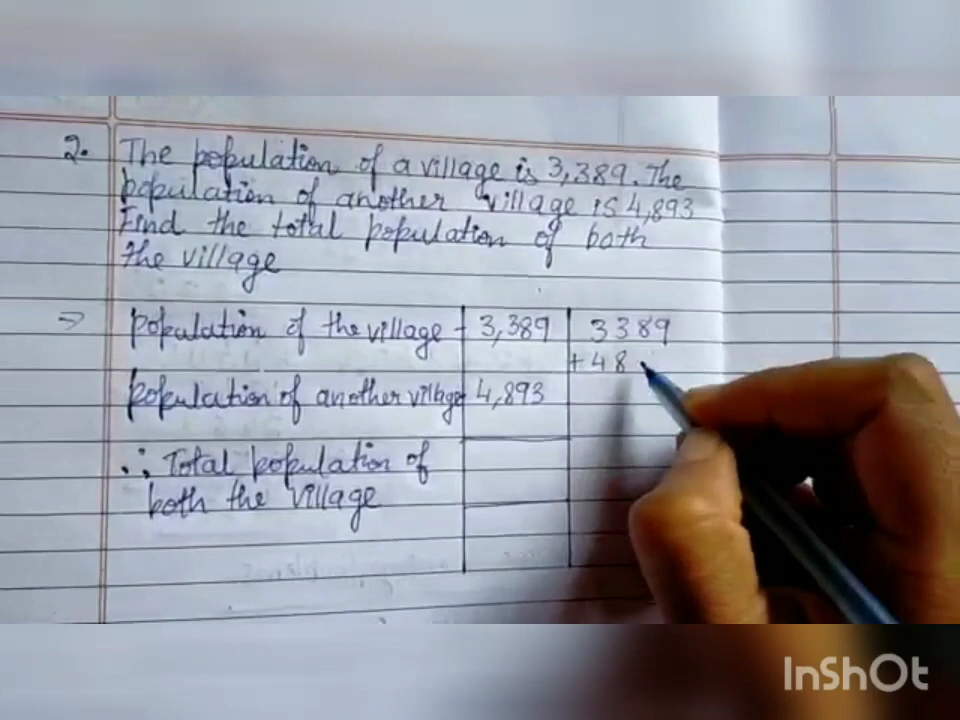 2. The population of a village is 3,389. The
population of another village is 4,893
Find the total population of both
the village
⇒ population of the village - 3,389 3389
+ 48
population of another village 4,893
∴ Total population of
both the village
InShOt